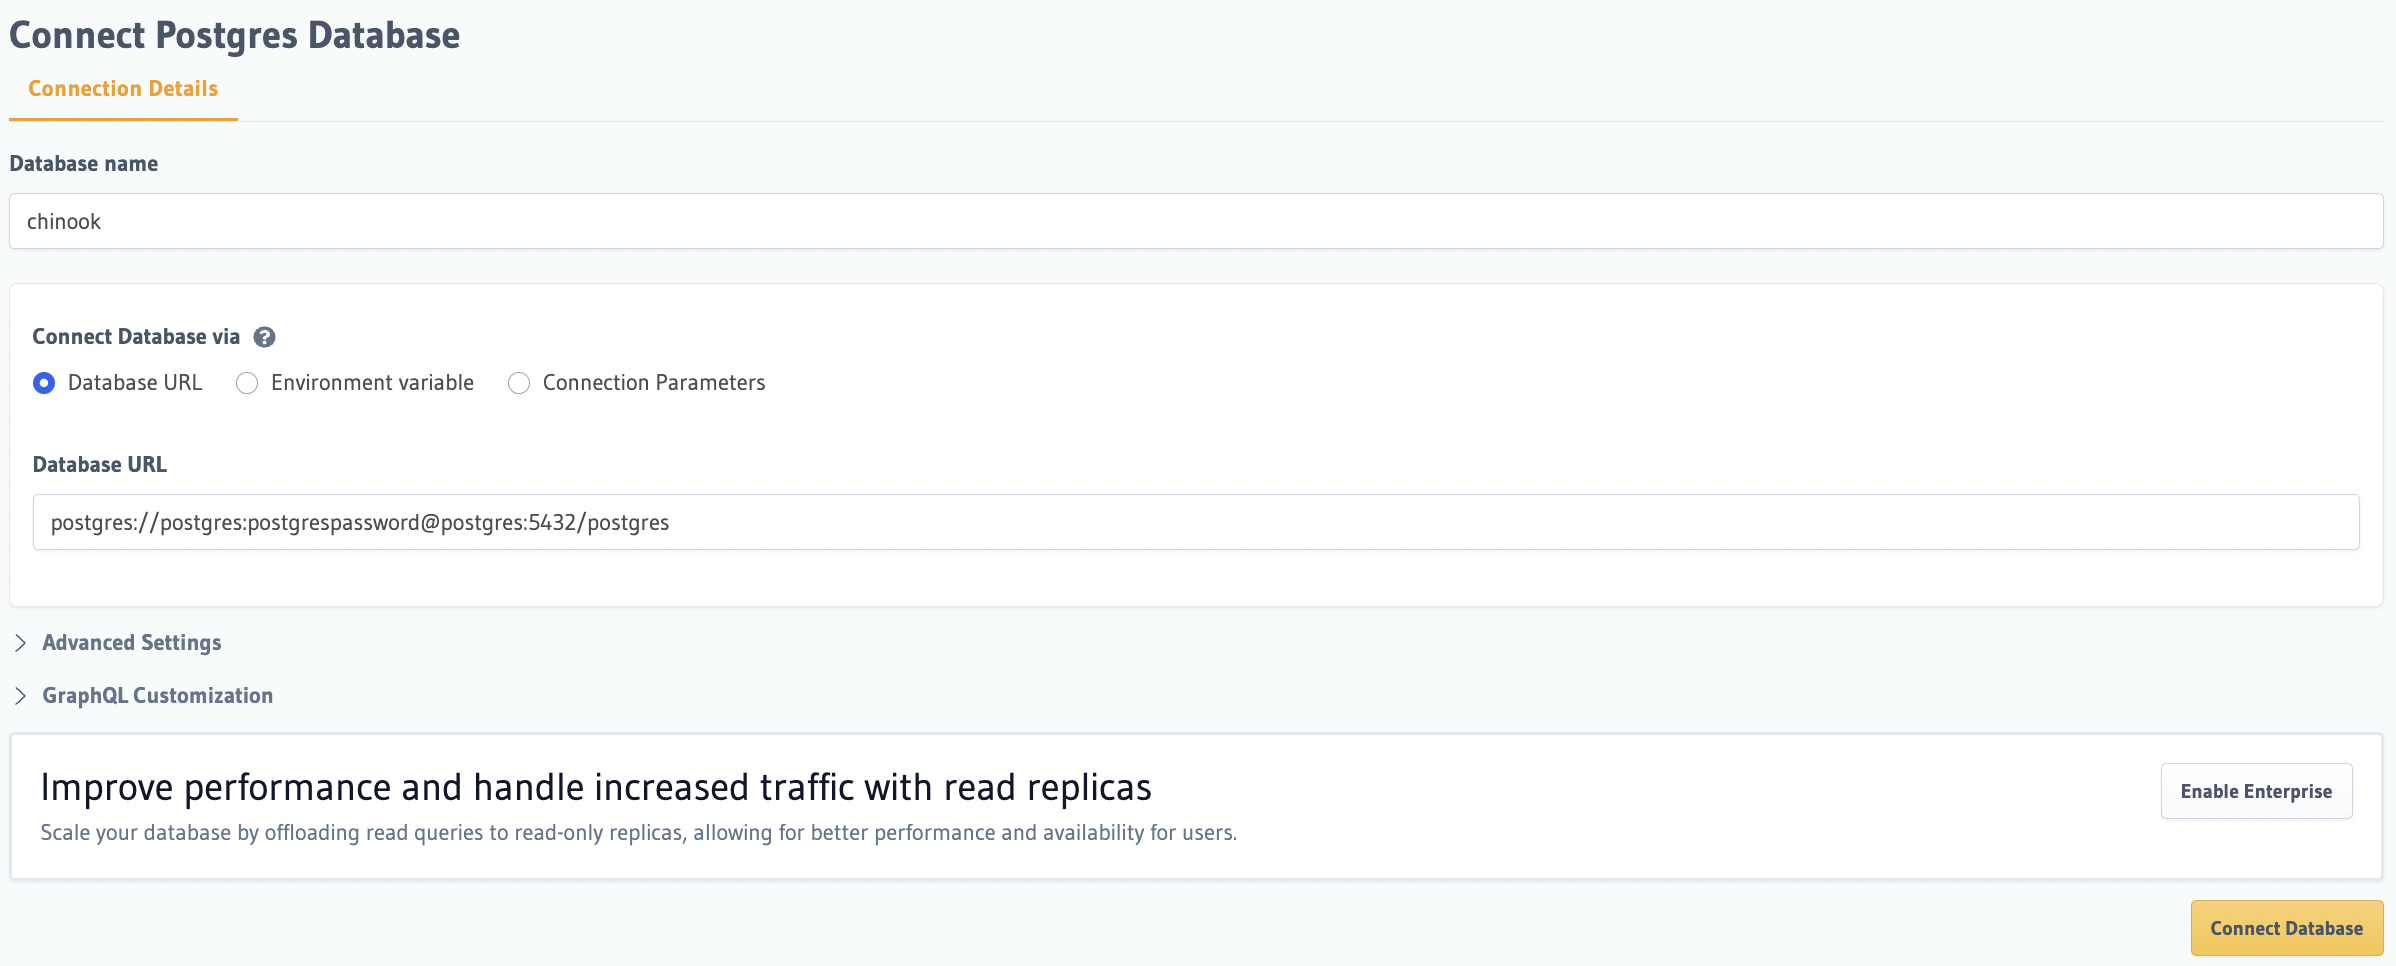 Connect Postgres Database
Connection Details
Database name
chinook
Connect Database via ?
Database URL Environment variable Connection Parameters
Database URL
postgres://postgres:postgrespassword@postgres:5432/postgres
Advanced Settings
GraphQL Customization
Improve performance and handle increased traffic with read replicas
Enable Enterprise
Scale your database by offloading read queries to read-only replicas, allowing for better performance and availability for users.
Connect Database